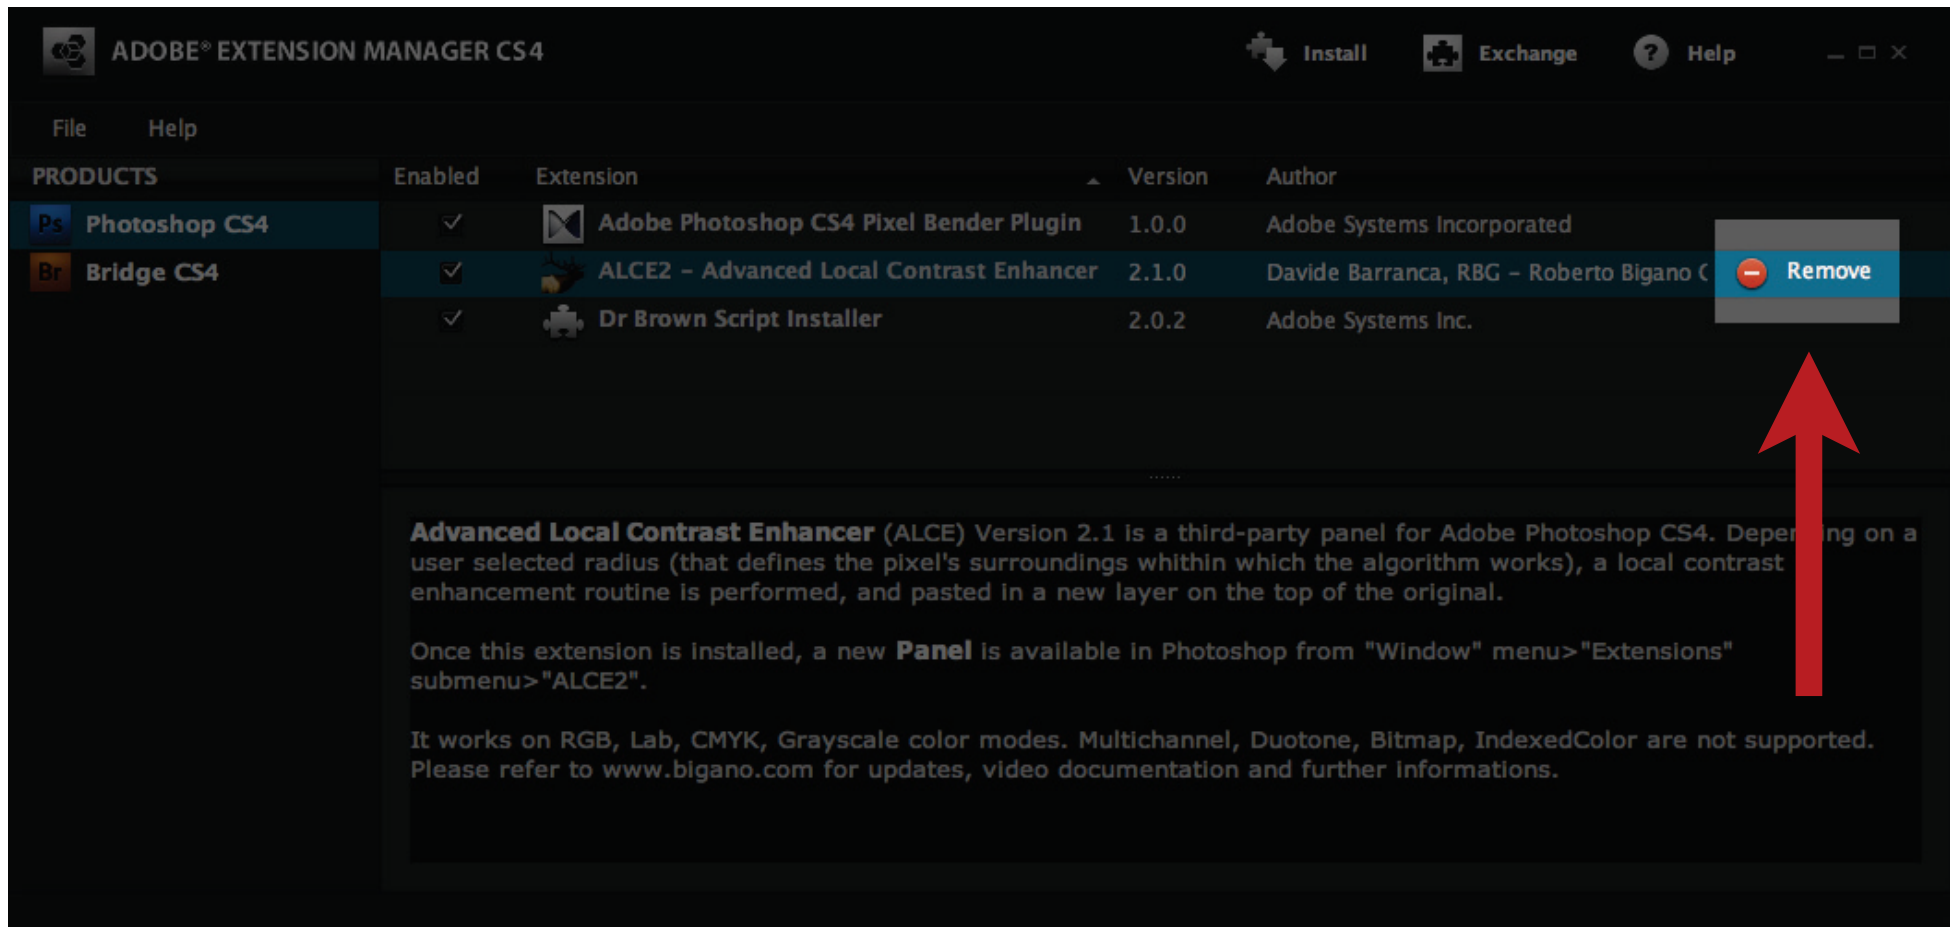 ADOBE® EXTENSION MANAGER CS4
Install Exchange ? Help
File Help
PRODUCTS Enabled Extension Version Author
Ps Photoshop CS4 Adobe Photoshop CS4 Pixel Bender Plugin 1.0.0 Adobe Systems Incorporated
Br Bridge CS4 ALCE2 – Advanced Local Contrast Enhancer 2.1.0 Davide Barranca, RBG – Roberto Bigano Remove
Dr Brown Script Installer 2.0.2 Adobe Systems Inc.
Advanced Local Contrast Enhancer (ALCE) Version 2.1 is a third-party panel for Adobe Photoshop CS4. Depen ing on a
user selected radius (that defines the pixel's surroundings whithin which the algorithm works), a local contrast
enhancement routine is performed, and pasted in a new layer on the top of the original.
Once this extension is installed, a new Panel is available in Photoshop from "Window" menu>"Extensions"
submenu>"ALCE2".
It works on RGB, Lab, CMYK, Grayscale color modes. Multichannel, Duotone, Bitmap, IndexedColor are not supported.
Please refer to www.bigano.com for updates, video documentation and further informations.